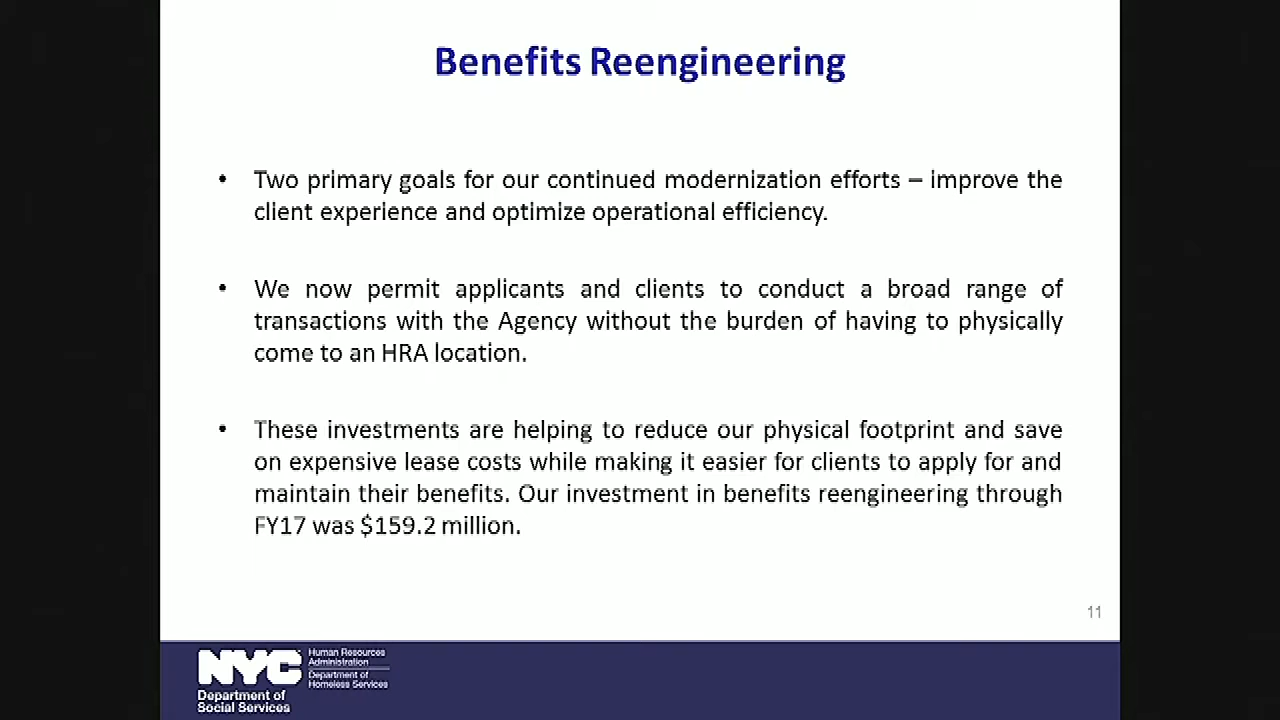 Benefits Reengineering
• Two primary goals for our continued modernization efforts – improve the
client experience and optimize operational efficiency.
• We now permit applicants and clients to conduct a broad range of
transactions with the Agency without the burden of having to physically
come to an HRA location.
• These investments are helping to reduce our physical footprint and save
on expensive lease costs while making it easier for clients to apply for and
maintain their benefits. Our investment in benefits reengineering through
FY17 was $159.2 million.
11
NYC
Department of
Social Services
Human Resources
Administration
Department of
Homeless Services